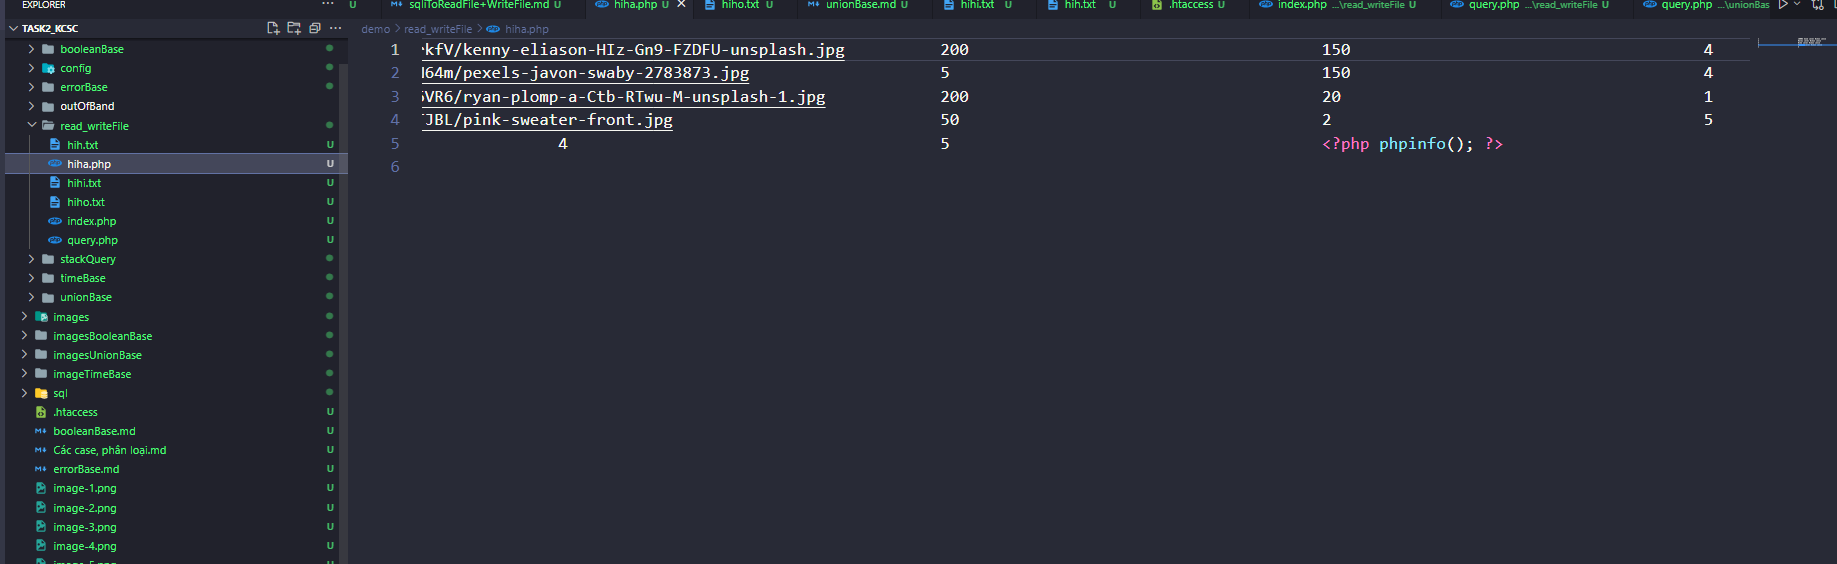 EXPLORER
TASK2_KCSC
booleanBase
config
errorBase
outOfBand
read_writeFile
hih.txt U
hiha.php U
hihi.txt U
hiho.txt U
index.php U
query.php U
stackQuery
timeBase
unionBase
images
imagesBooleanBase
imagesUnionBase
imageTimeBase
sql
.htaccess U
booleanBase.md U
Các case, phân loại.md U
errorBase.md U
image-1.png U
image-2.png U
image-3.png U
image-4.png U
U sqliToReadFile+WriteFile.md U hiha.php U hiho.txt U unionBase.md U hihi.txt U hih.txt U .htaccess U index.php ...\read_writeFile U query.php ...\read_writeFile U query.php ...\unionBas
demo > read_writeFile > hiha.php
1 kfV/kenny-eliason-HIz-Gn9-FZDFU-unsplash.jpg 200 150 4
2 64m/pexels-javon-swaby-2783873.jpg 5 150 4
3 VR6/ryan-plomp-a-Ctb-RTwu-M-unsplash-1.jpg 200 20 1
4 JBL/pink-sweater-front.jpg 50 2 5
5 4 5 <?php phpinfo(); ?>
6